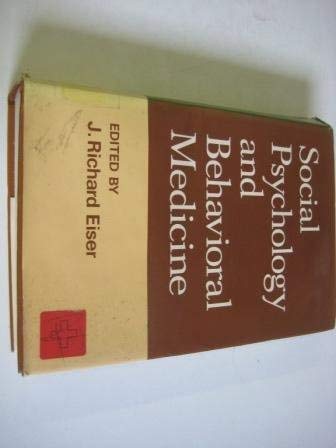 Social
Psychology
and
Behavioral
Medicine
EDITED BY
J. Richard Eiser